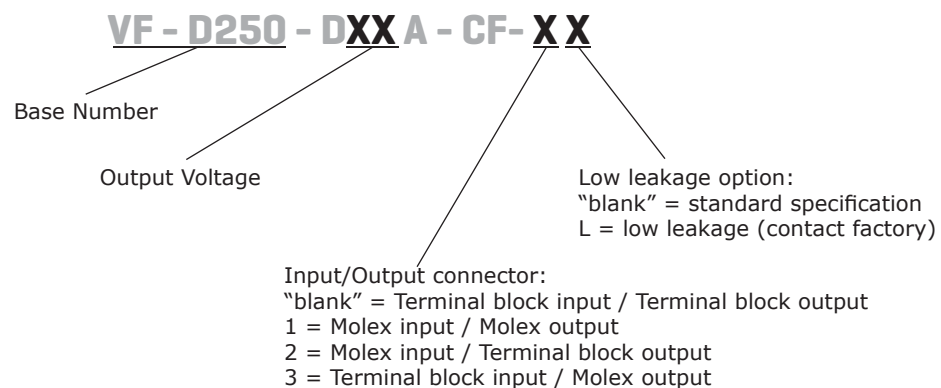 VF - D250 - DXX A - CF- X X
Base Number
Output Voltage
Low leakage option:
“blank” = standard specification
L = low leakage (contact factory)
Input/Output connector:
“blank” = Terminal block input / Terminal block output
1 = Molex input / Molex output
2 = Molex input / Terminal block output
3 = Terminal block input / Molex output